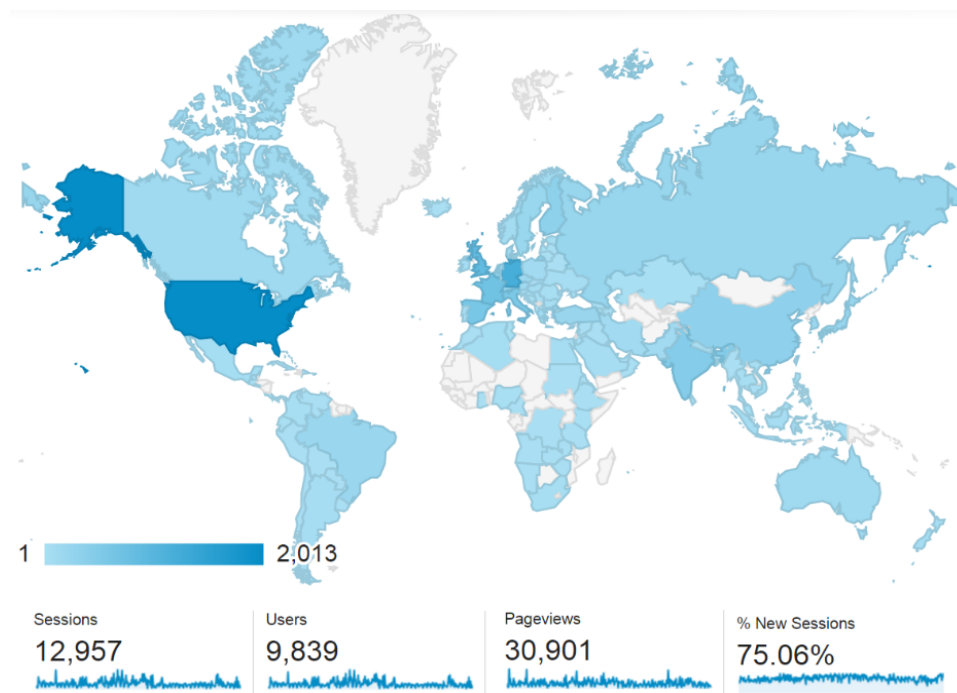 1 2,013
Sessions
12,957
Users
9,839
Pageviews
30,901
% New Sessions
75.06%